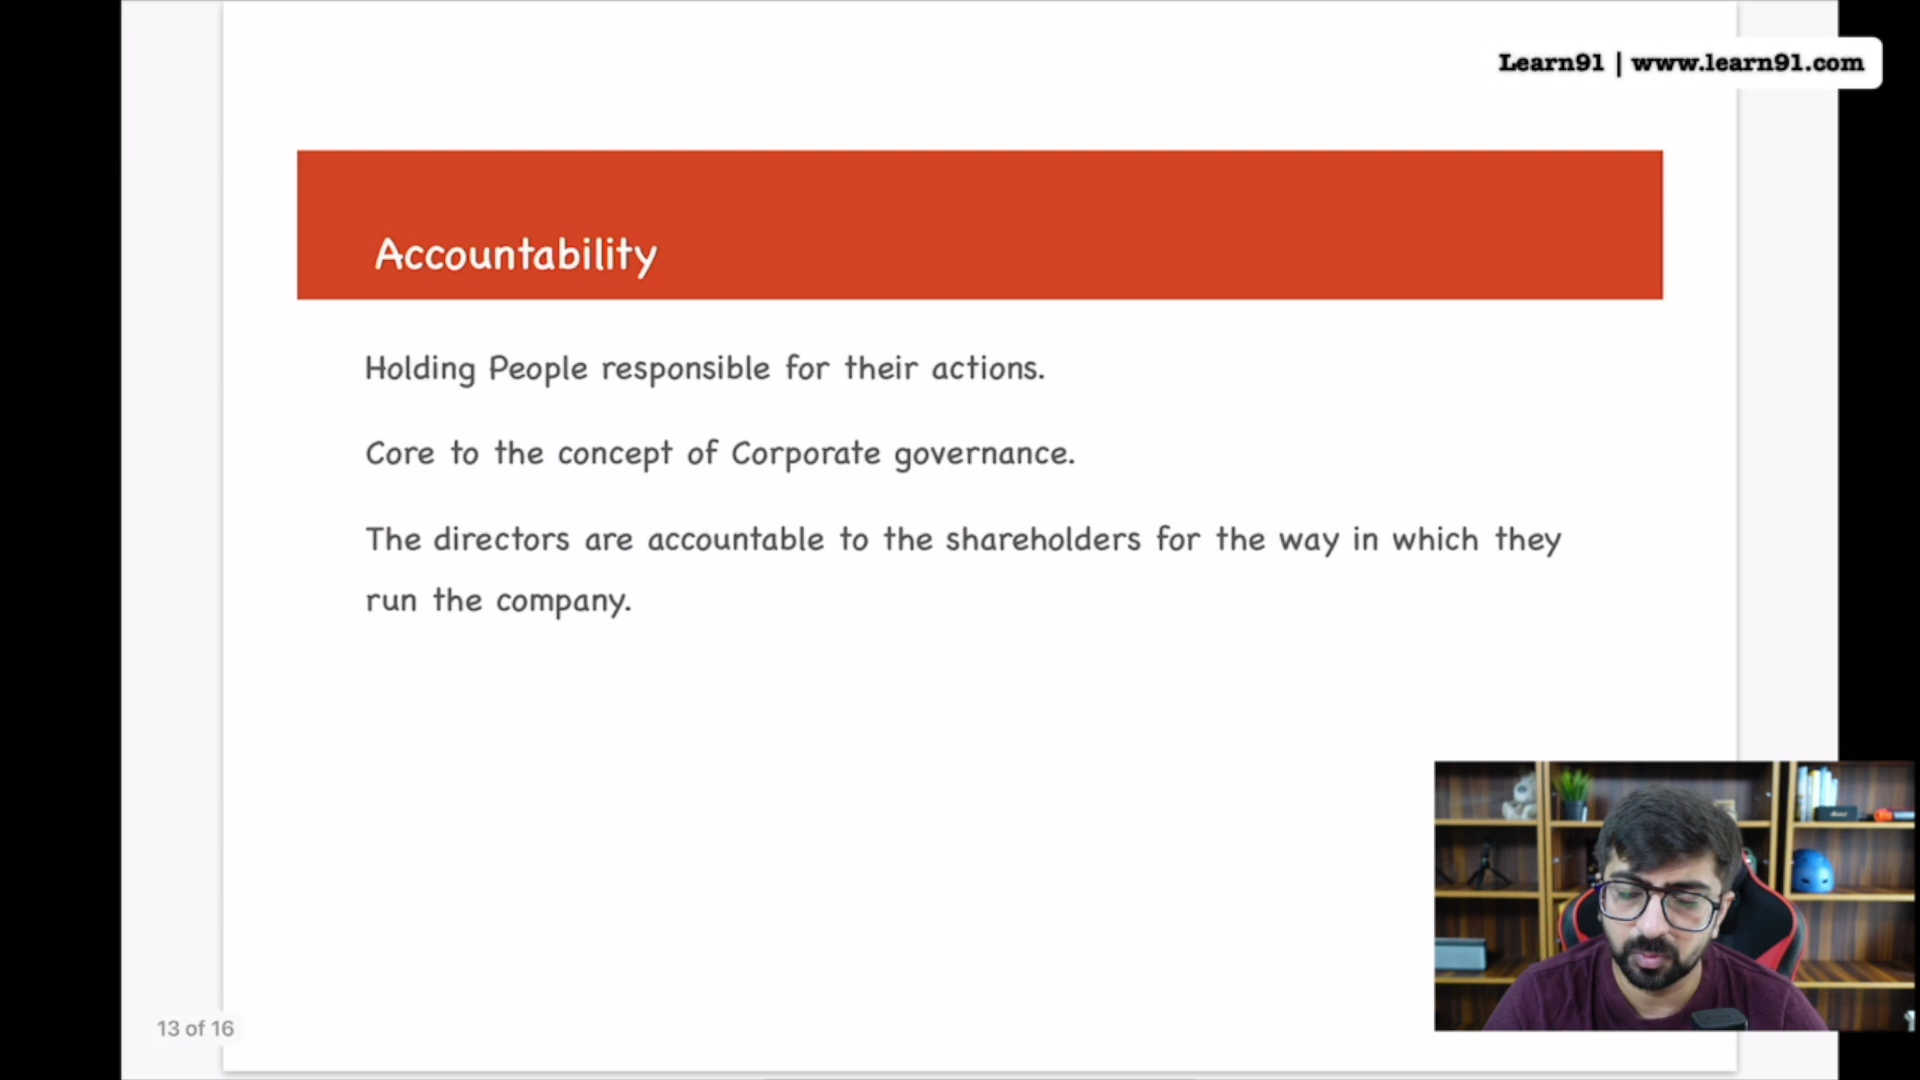 Learn91 | www.learn91.com
Accountability
Holding People responsible for their actions.
Core to the concept of Corporate governance.
The directors are accountable to the shareholders for the way in which they
run the company.
13 of 16